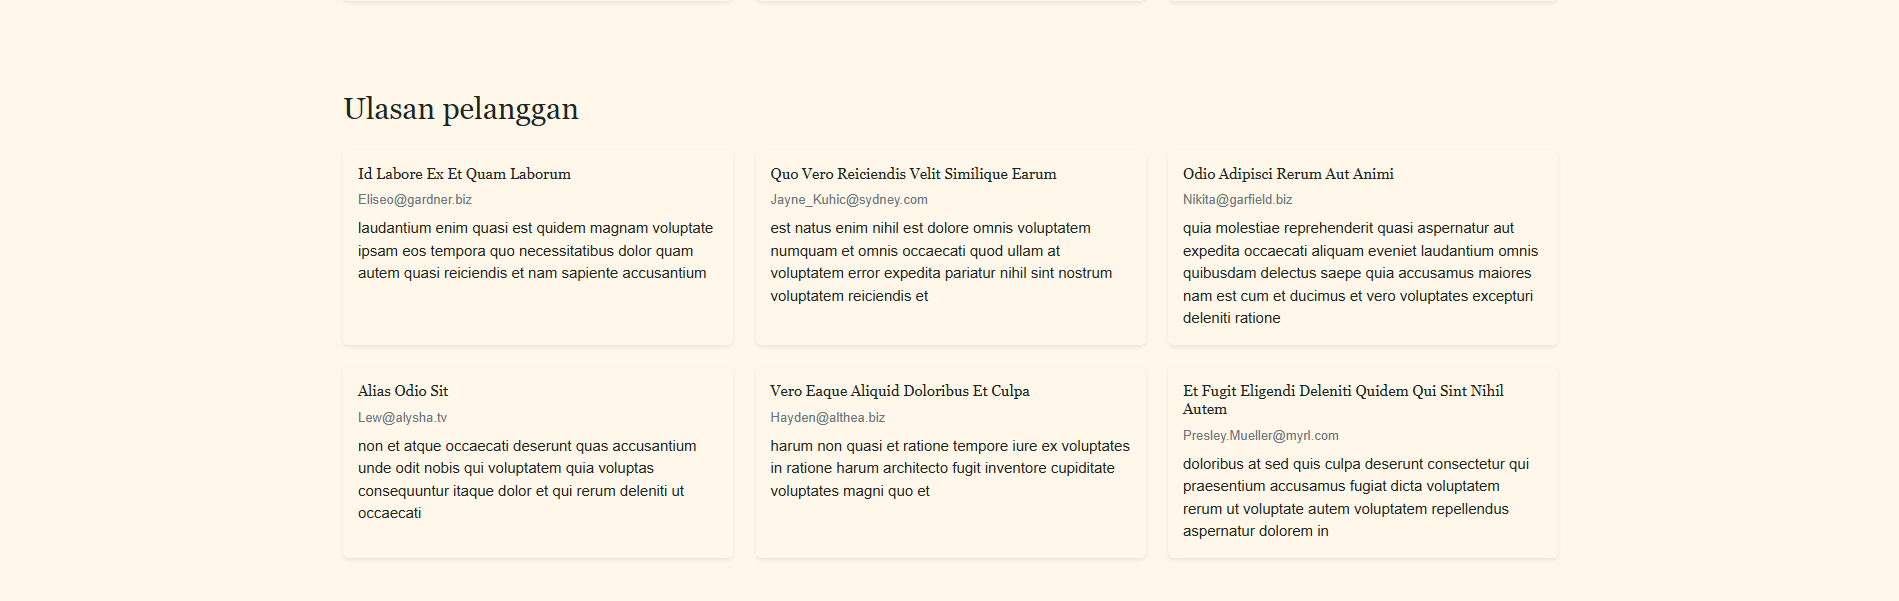 Ulasan pelanggan
Id Labore Ex Et Quam Laborum
Eliseo@gardner.biz
laudantium enim quasi est quidem magnam voluptate
ipsam eos tempora quo necessitatibus dolor quam
autem quasi reiciendis et nam sapiente accusantium
Quo Vero Reiciendis Velit Similique Earum
Jayne_Kuhic@sydney.com
est natus enim nihil est dolore omnis voluptatem
numquam et omnis occaecati quod ullam at
voluptatem error expedita pariatur nihil sint nostrum
voluptatem reiciendis et
Odio Adipisci Rerum Aut Animi
Nikita@garfield.biz
quia molestiae reprehenderit quasi aspernatur aut
expedita occaecati aliquam eveniet laudantium omnis
quibusdam delectus saepe quia accusamus maiores
nam est cum et ducimus et vero voluptates excepturi
deleniti ratione
Alias Odio Sit
Lew@alysha.tv
non et atque occaecati deserunt quas accusantium
unde odit nobis qui voluptatem quia voluptas
consequuntur itaque dolor et qui rerum deleniti ut
occaecati
Vero Eaque Aliquid Doloribus Et Culpa
Hayden@althea.biz
harum non quasi et ratione tempore iure ex voluptates
in ratione harum architecto fugit inventore cupiditate
voluptates magni quo et
Et Fugit Eligendi Deleniti Quidem Qui Sint Nihil
Autem
Presley.Mueller@myrl.com
doloribus at sed quis culpa deserunt consectetur qui
praesentium accusamus fugiat dicta voluptatem
rerum ut voluptate autem voluptatem repellendus
aspernatur dolorem in